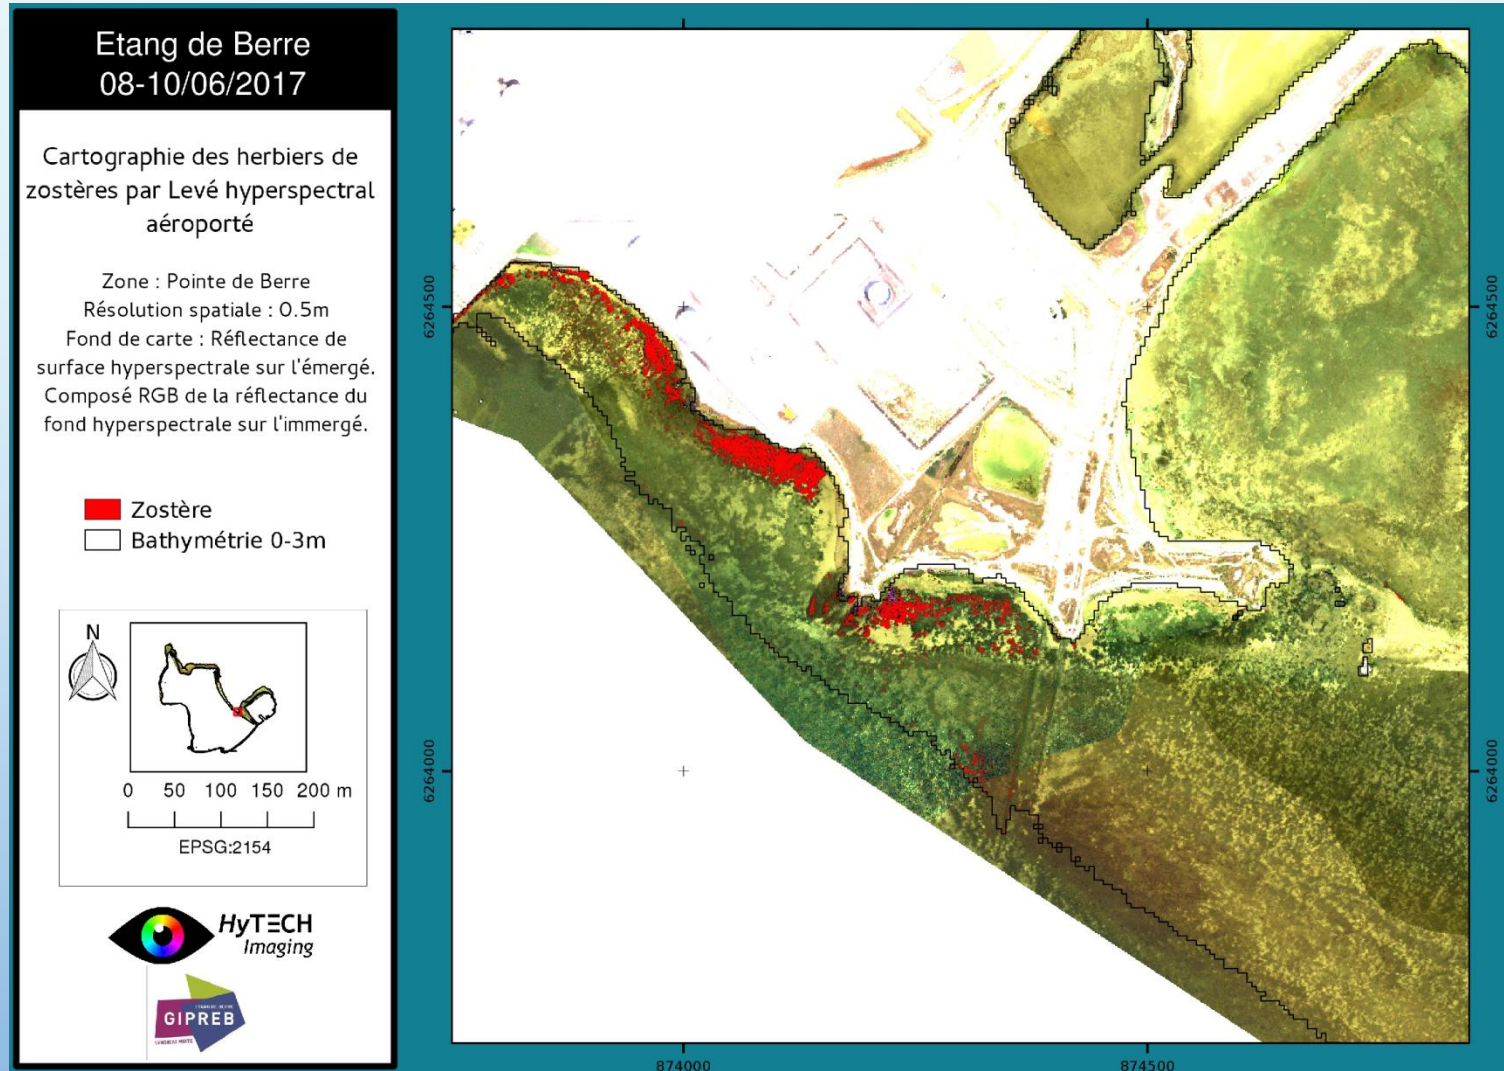 Etang de Berre
08-10/06/2017
Cartographie des herbiers de
zostères par Levé hyperspectral
aéroporté
Zone : Pointe de Berre
Résolution spatiale : 0.5m
Fond de carte : Réflectance de
surface hyperspectrale sur l'émergé.
Composé RGB de la réflectance du
fond hyperspectrale sur l'immergé.
Zostère
Bathymétrie 0-3m
N
0 50 100 150 200 m
EPSG:2154
HyTECH
Imaging
GIPREB
6264500
6264000
6264500
6264000
874000
874500